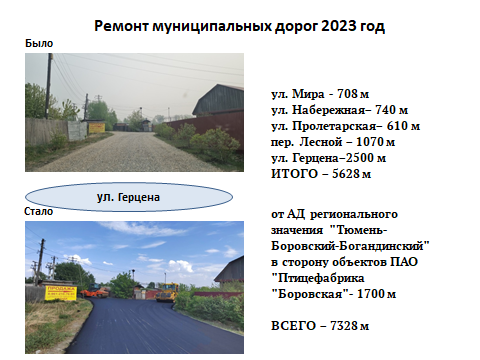 Ремонт муниципальных дорог 2023 год
Было
ул. Мира - 708 м
ул. Набережная– 740 м
ул. Пролетарская– 610 м
пер. Лесной – 1070 м
ул. Герцена–2500 м
ИТОГО – 5628 м
ул. Герцена
Стало
от АД регионального
значения "Тюмень-
Боровский-Богандинский"
в сторону объектов ПАО
"Птицефабрика
"Боровская"- 1700 м
ВСЕГО – 7328 м
ПРОДАЖА